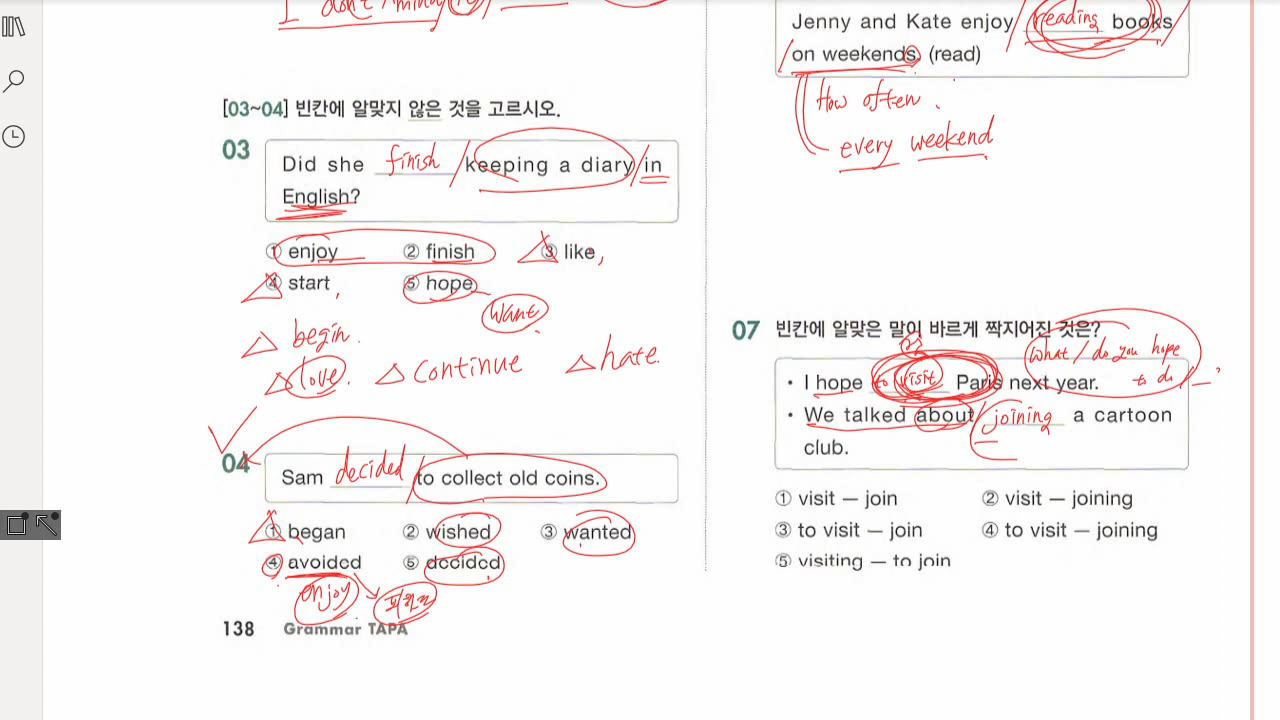 I don't mind
[03~04] 빈칸에 알맞지 않은 것을 고르시오.
03
Did she finish / keeping a diary / in
English?
① enjoy ② finish ③ like,
④ start, ⑤ hope
want
begin.
love. continue hate.
04
Sam decided / to collect old coins.
① began ② wished ③ wanted
④ avoided ⑤ decided
enjoy 피하다
138 Grammar TAPA
Jenny and Kate enjoy / reading books /
/ on weekends. (read)
How often.
every weekend
07 빈칸에 알맞은 말이 바르게 짝지어진 것은?
What / do you hope
to do /
• I hope to visit Paris next year.
• We talked about / joining a cartoon
club.
① visit — join ② visit — joining
③ to visit — join ④ to visit — joining
⑤ visiting — to join